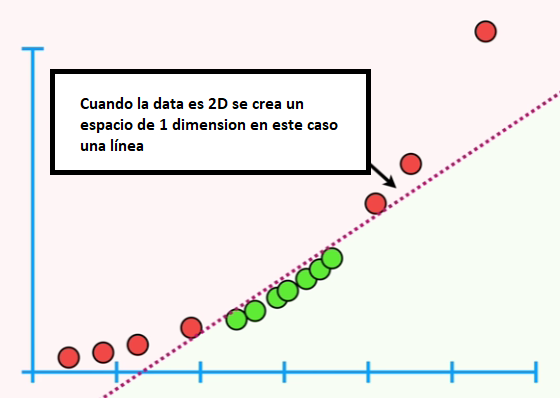 Cuando la data es 2D se crea un
espacio de 1 dimension en este caso
una línea